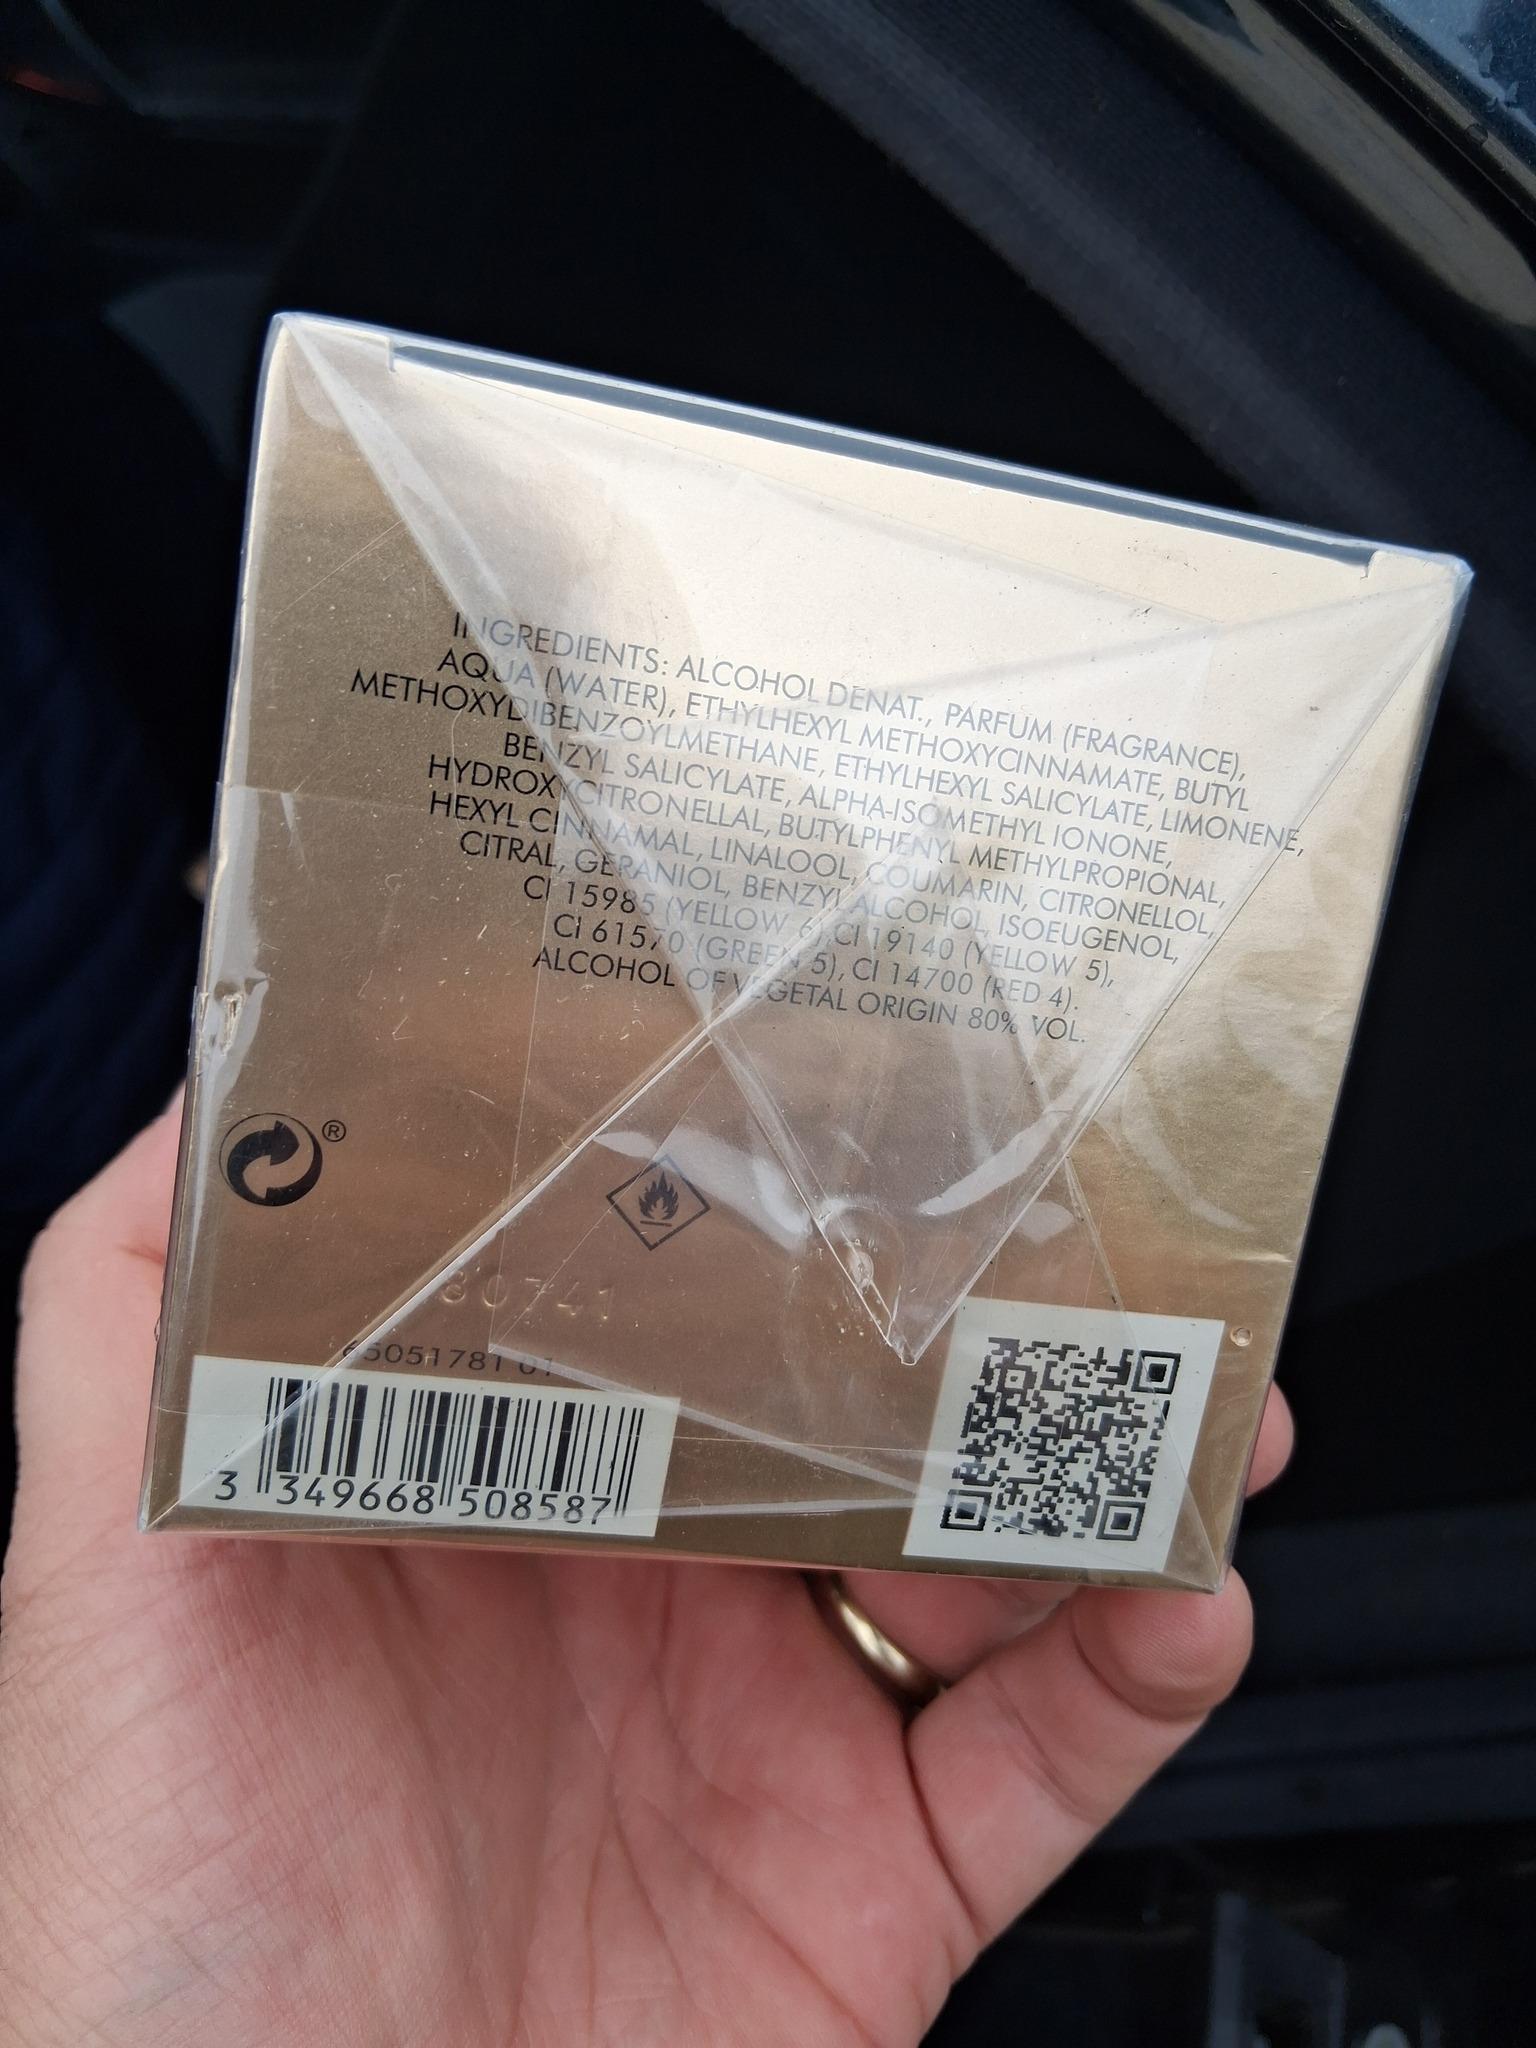 INGREDIENTS: ALCOHOL DENAT., PARFUM (FRAGRANCE),
AQUA (WATER), ETHYLHEXYL METHOXYCINNAMATE, BUTYL
METHOXYDIBENZOYLMETHANE, ETHYLHEXYL SALICYLATE, LIMONENE,
BENZYL SALICYLATE, ALPHA-ISOMETHYL IONONE,
HYDROXYCITRONELLAL, BUTYLPHENYL METHYLPROPIONAL,
HEXYL CINNAMAL, LINALOOL, COUMARIN, CITRONELLOL,
CITRAL, GERANIOL, BENZYL ALCOHOL, ISOEUGENOL,
CI 15985 (YELLOW 6), CI 19140 (YELLOW 5),
CI 61570 (GREEN 5), CI 14700 (RED 4).
ALCOHOL OF VEGETAL ORIGIN 80% VOL.
®
80741
65051781 01
3 349668 508587